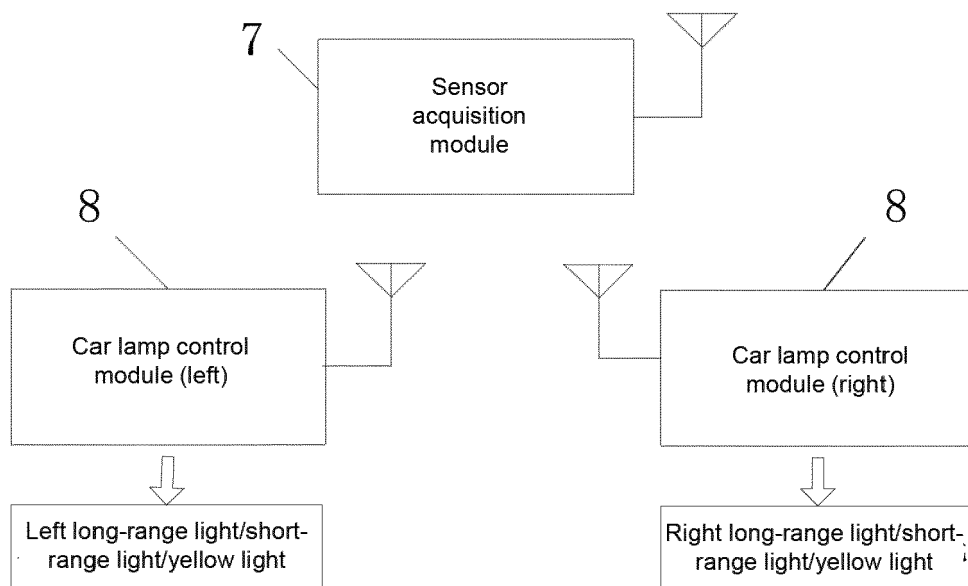 7
Sensor
acquisition
module
8
8
Car lamp control
module (left)
Car lamp control
module (right)
Left long-range light/short-
range light/yellow light
Right long-range light/short-
range light/yellow light